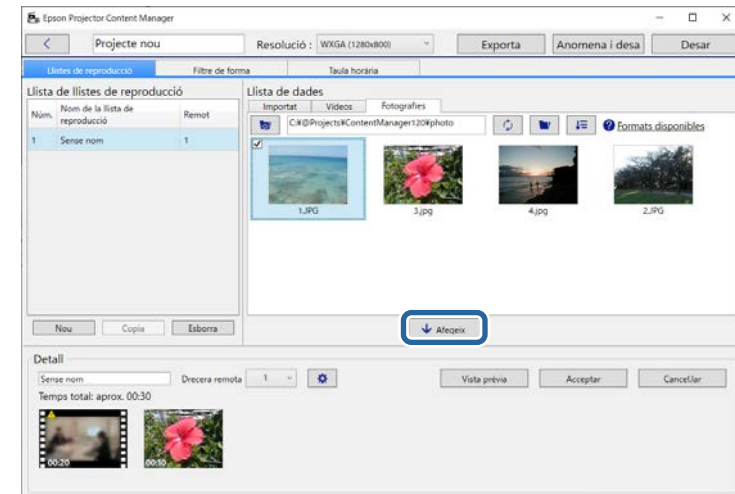 Epson Projector Content Manager
Projecte nou
Resolució : WXGA (1280x800)
Exporta
Anomena i desa
Desar
Llistes de reproducció
Filtre de forma
Taula horària
Llista de llistes de reproducció
Llista de dades
Núm.
Nom de la llista de
reproducció
Remot
1 Sense nom 1
Importat
Vídeos
Fotografies
C:¥@Projects¥ContentManager120¥photo
Formats disponibles
1.JPG
3.jpg
4.jpg
2.JPG
Nou
Copia
Esborra
Afegeix
Detall
Sense nom
Drecera remota 1
Vista prèvia
Acceptar
Cancel.lar
Temps total: aprox. 00:30
00:20
00:10